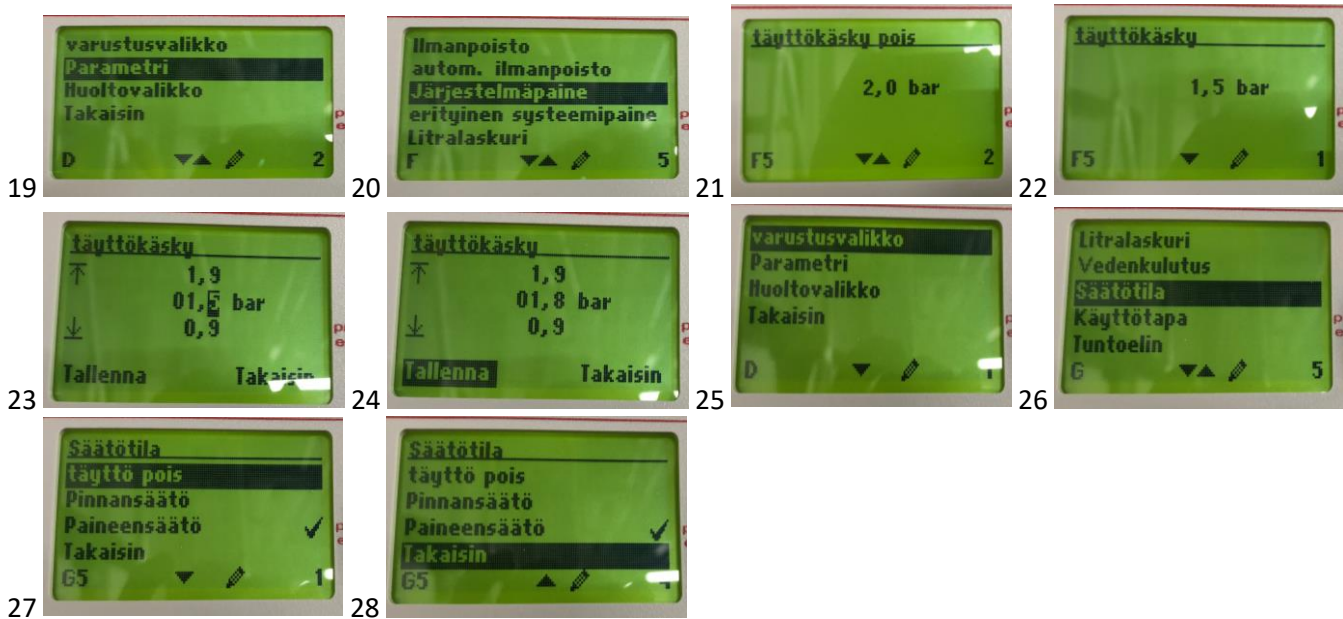 varustusvalikko
Parametri
Huoltovalikko
Takaisin
D 2
19
Ilmanpoisto
autom. ilmanpoisto
Järjestelmäpaine
erityinen systeemipaine
Litralaskuri
F 5
20
täyttökäsky pois
2,0 bar
F5 2
21
täyttökäsky
1,5 bar
F5 1
22
täyttökäsky
1,9
01,5 bar
0,9
Tallenna Takaisin
23
täyttökäsky
1,9
01,8 bar
0,9
Tallenna Takaisin
24
varustusvalikko
Parametri
Huoltovalikko
Takaisin
D 1
25
Litralaskuri
Vedenkulutus
Säätötila
Käyttötapa
Tuntoelin
G 5
26
Säätötila
täyttö pois
Pinnansäätö
Paineensäätö
Takaisin
G5 1
27
Säätötila
täyttö pois
Pinnansäätö
Paineensäätö
Takaisin
G5
28